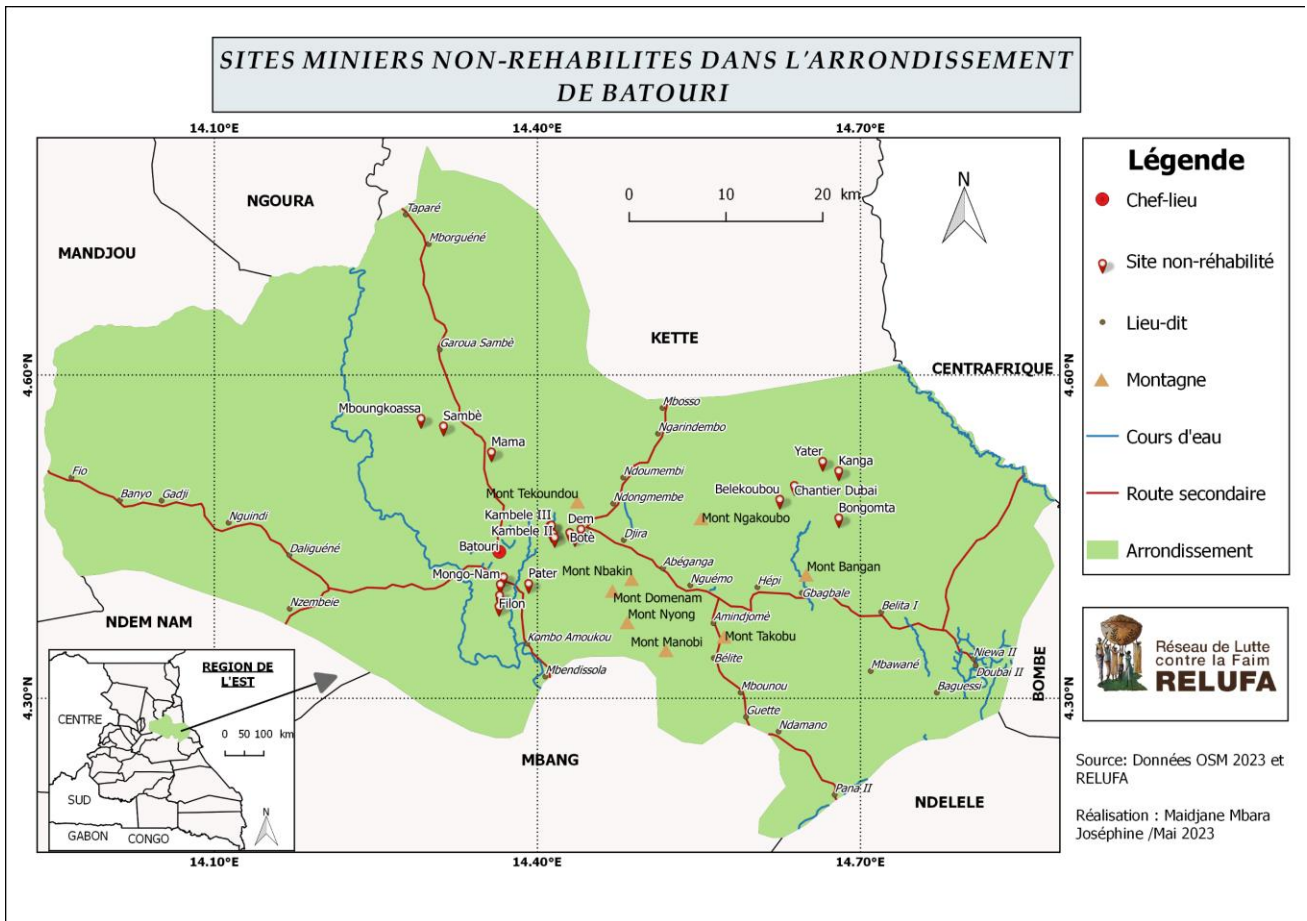 SITES MINIERS NON-REHABILITES DANS L'ARRONDISSEMENT
DE BATOURI
14.10°E
14.40°E
14.70°E
4.60°N
4.60°N
4.30°N
4.30°N
14.10°E
14.40°E
14.70°E
0 10 20 km
N
NGOURA
MANDJOU
KETTE
CENTRAFRIQUE
NDEM NAM
MBANG
BOMBE
NDELELE
Taparé
Mborguéné
Garoua Sambè
Mboungkoassa
Sambè
Mama
Mbosso
Ngarindembo
Ndoumembi
Ndongmembe
Yater
Kanga
Belekoubou
Chantier Dubai
Bongomta
Fio
Banyo
Gadji
Nguindi
Daliguéné
Nzembeie
Mont Tekoundou
Mont Ngakoubo
Kambele III
Kambele II
Dem
Botè
Batouri
Djira
Abéganga
Mongo-Nam
Pater
Filon
Mont Nbakin
Mont Domenam
Mont Nyong
Mont Manobi
Mont Takobu
Mont Bangan
Nguémo
Hépi
Gbagbale
Belita I
Amindjomè
Bélite
Kombo Amoukou
Mbendissola
Mbounou
Guette
Ndamano
Pana II
Mbawané
Baguessi
Niewa II
Doubai II
REGION DE
L'EST
CENTRE
SUD
GABON
CONGO
0 50 100 km
N
Légende
Chef-lieu
Site non-réhabilité
Lieu-dit
Montagne
Cours d'eau
Route secondaire
Arrondissement
Réseau de Lutte
contre la Faim
RELUFA
Source: Données OSM 2023 et
RELUFA
Réalisation : Maidjane Mbara
Joséphine /Mai 2023